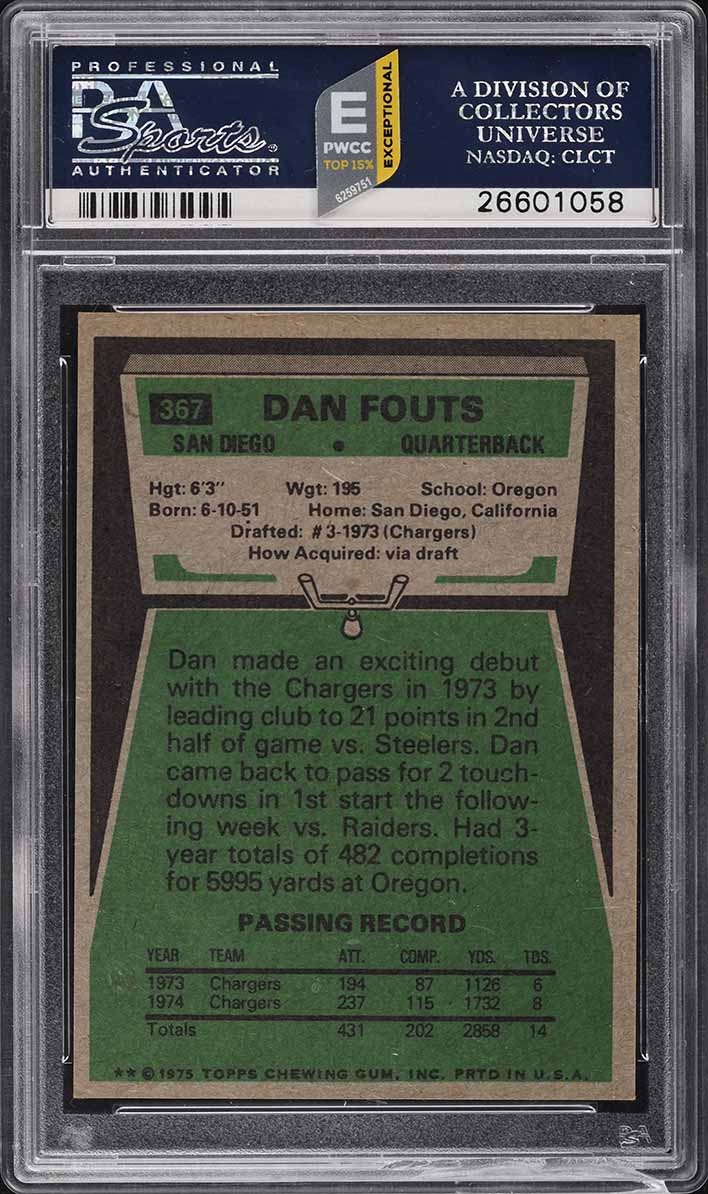 PROFESSIONAL
PSA
Sports®
AUTHENTICATOR
E
PWCC
TOP 15%
EXCEPTIONAL
6259751
A DIVISION OF
COLLECTORS
UNIVERSE
NASDAQ: CLCT
26601058
367 DAN FOUTS
SAN DIEGO • QUARTERBACK
Hgt: 6'3" Wgt: 195 School: Oregon
Born: 6-10-51 Home: San Diego, California
Drafted: #3-1973 (Chargers)
How Acquired: via draft
Dan made an exciting debut
with the Chargers in 1973 by
leading club to 21 points in 2nd
half of game vs. Steelers. Dan
came back to pass for 2 touch-
downs in 1st start the follow-
ing week vs. Raiders. Had 3-
year totals of 482 completions
for 5995 yards at Oregon.
PASSING RECORD
YEAR TEAM ATT. COMP. YDS. TDS.
1973 Chargers 194 87 1126 6
1974 Chargers 237 115 1732 8
Totals 431 202 2858 14
** © 1975 TOPPS CHEWING GUM, INC. PRTD IN U.S.A.